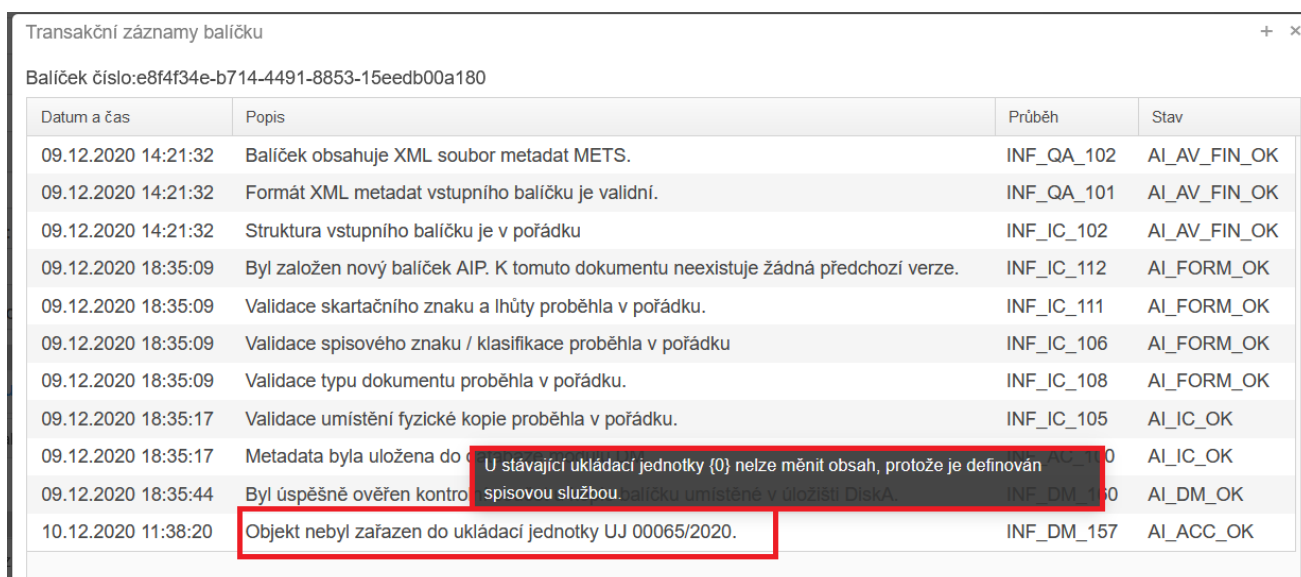 Transakční záznamy balíčku
Balíček číslo:e8f4f34e-b714-4491-8853-15eedb00a180
Datum a čas Popis Průběh Stav
09.12.2020 14:21:32 Balíček obsahuje XML soubor metadat METS. INF_QA_102 AI_AV_FIN_OK
09.12.2020 14:21:32 Formát XML metadat vstupního balíčku je validní. INF_QA_101 AI_AV_FIN_OK
09.12.2020 14:21:32 Struktura vstupního balíčku je v pořádku INF_IC_102 AI_AV_FIN_OK
09.12.2020 18:35:09 Byl založen nový balíček AIP. K tomuto dokumentu neexistuje žádná předchozí verze. INF_IC_112 AI_FORM_OK
09.12.2020 18:35:09 Validace skartačního znaku a lhůty proběhla v pořádku. INF_IC_111 AI_FORM_OK
09.12.2020 18:35:09 Validace spisového znaku / klasifikace proběhla v pořádku INF_IC_106 AI_FORM_OK
09.12.2020 18:35:09 Validace typu dokumentu proběhla v pořádku. INF_IC_108 AI_FORM_OK
09.12.2020 18:35:17 Validace umístění fyzické kopie proběhla v pořádku. INF_IC_105 AI_IC_OK
09.12.2020 18:35:17 Metadata byla uložena do INF_AC_100 AI_IC_OK
U stávající ukládací jednotky {0} nelze měnit obsah, protože je definován
spisovou službou.
09.12.2020 18:35:44 Byl úspěšně ověřen balíčku umístěné v úložišti DiskA. INF_DM_160 AI_DM_OK
10.12.2020 11:38:20 Objekt nebyl zařazen do ukládací jednotky UJ 00065/2020. INF_DM_157 AI_ACC_OK